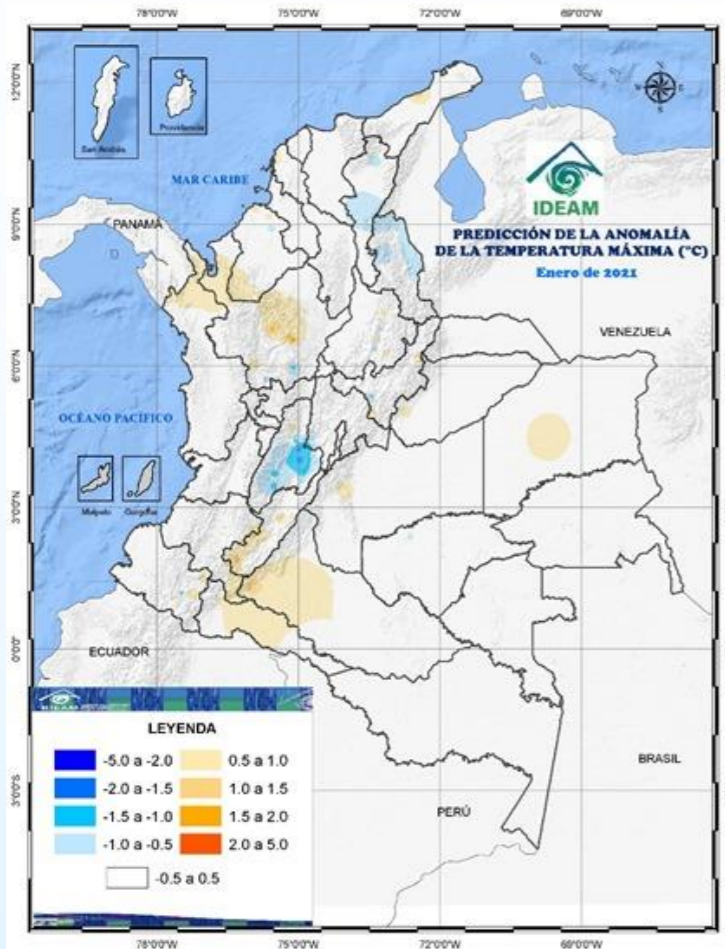 78°0'0"W
75°0'0"W
72°0'0"W
69°0'0"W
12°0'0"N
San Andrés
Providencia
MAR CARIBE
IDEAM
9°0'0"N
PANAMÁ
PREDICCIÓN DE LA ANOMALÍA
DE LA TEMPERATURA MÁXIMA (°C)
Enero de 2021
VENEZUELA
6°0'0"N
OCÉANO PACÍFICO
Malpelo
Gorgona
3°0'0"N
0°0'0"
ECUADOR
IDEAM
LEYENDA
-5.0 a -2.0
0.5 a 1.0
-2.0 a -1.5
1.0 a 1.5
-1.5 a -1.0
1.5 a 2.0
-1.0 a -0.5
2.0 a 5.0
-0.5 a 0.5
BRASIL
PERÚ
3°0'0"S
78°0'0"W
75°0'0"W
72°0'0"W
69°0'0"W